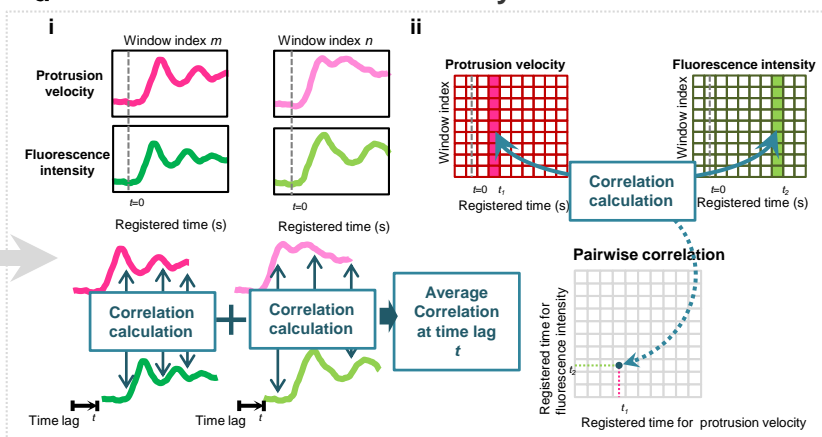 i
ii
Window index m
Window index n
Protrusion
velocity
Fluorescence
intensity
t=0
t=0
Registered time (s)
Registered time (s)
Correlation
calculation
+
Correlation
calculation
Average
Correlation
at time lag
t
Time lag t
Time lag t
Protrusion velocity
Fluorescence intensity
Window index
Window index
t=0 t₁
t=0 t₂
Registered time (s)
Registered time (s)
Correlation
calculation
Pairwise correlation
Registered time for
fluorescence intensity
t₂
t₁
Registered time for protrusion velocity